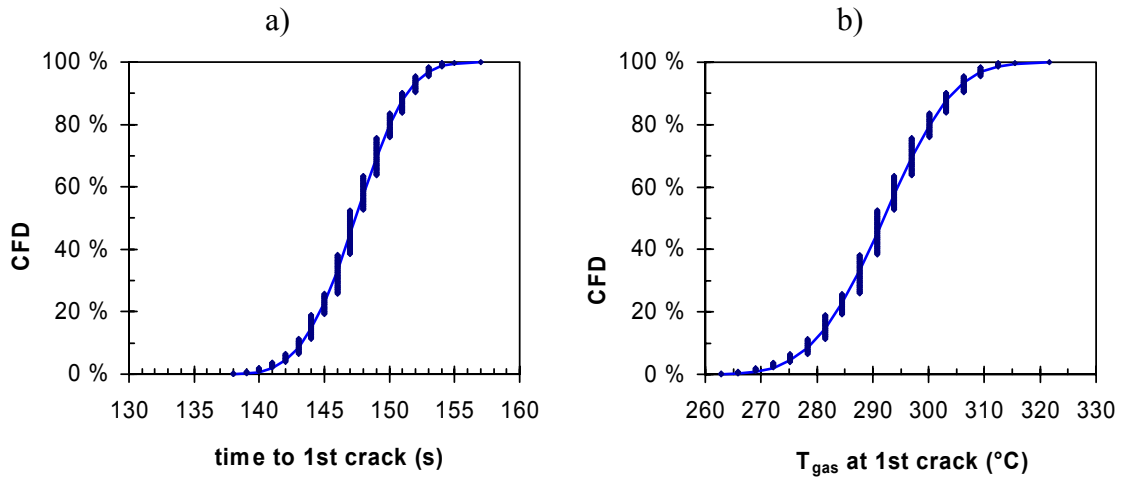 a)
100 %
80 %
60 %
40 %
20 %
0 %
CFD
130 135 140 145 150 155 160
time to 1st crack (s)
b)
100 %
80 %
60 %
40 %
20 %
0 %
CFD
260 270 280 290 300 310 320 330
Tgas at 1st crack (°C)